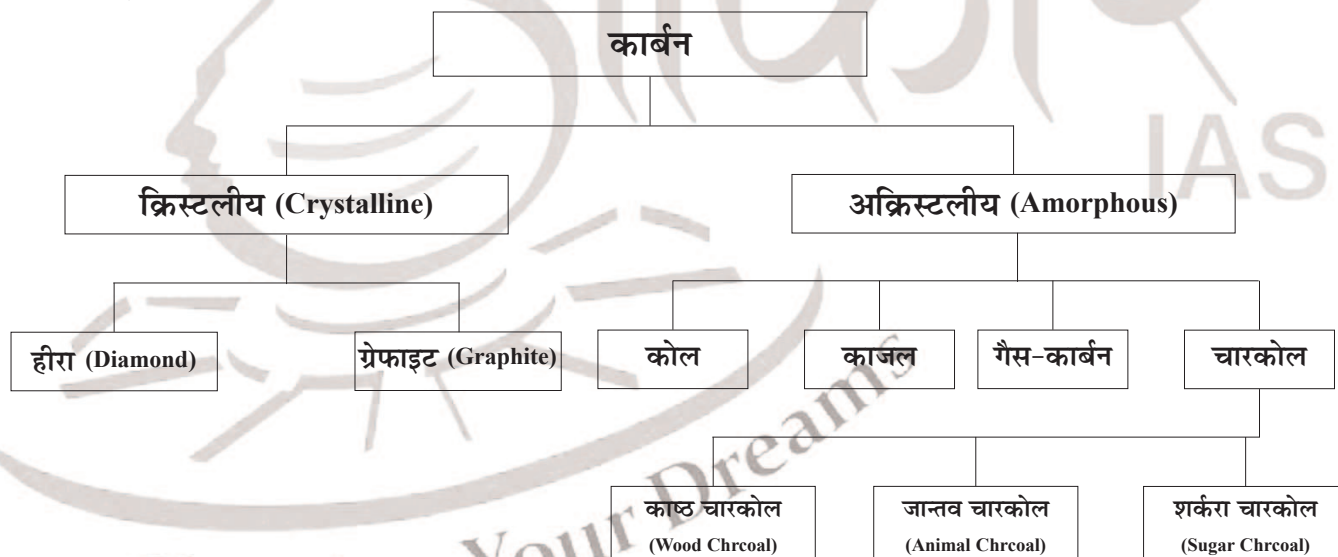 कार्बन
IAS
क्रिस्टलीय (Crystalline)
अक्रिस्टलीय (Amorphous)
हीरा (Diamond)
ग्रेफाइट (Graphite)
कोल
काजल
गैस-कार्बन
चारकोल
काष्ठ चारकोल
(Wood Chrcoal)
जान्तव चारकोल
(Animal Chrcoal)
शर्करा चारकोल
(Sugar Chrcoal)
Your Dreams